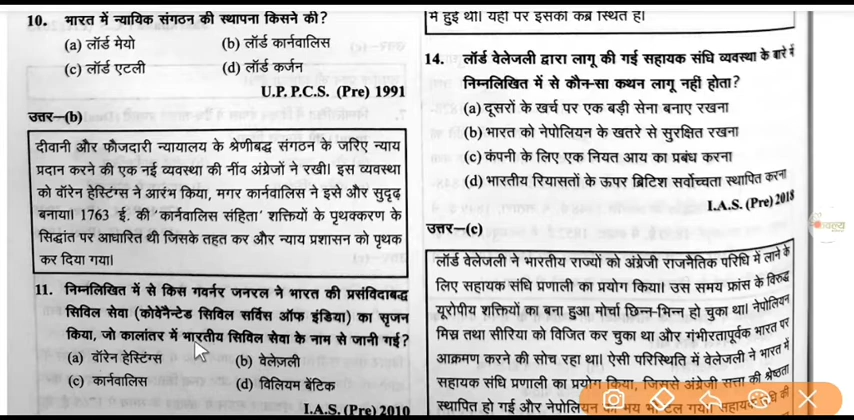 10. भारत में न्यायिक संगठन की स्थापना किसने की?
(a) लॉर्ड मेयो (b) लॉर्ड कार्नवालिस
(c) लॉर्ड एटली (d) लॉर्ड कर्जन
U.P. P.C.S. (Pre) 1991
उत्तर—(b)
दीवानी और फौजदारी न्यायालय के श्रेणीबद्ध संगठन के जरिए न्याय
प्रदान करने की एक नई व्यवस्था की नींव अंग्रेजों ने रखी। इस व्यवस्था
को वॉरेन हेस्टिंग्स ने आरंभ किया, मगर कार्नवालिस ने इसे और सुदृढ़
बनाया। 1763 ई. की 'कार्नवालिस संहिता' शक्तियों के पृथक्करण के
सिद्धांत पर आधारित थी जिसके तहत कर और न्याय प्रशासन को पृथक
कर दिया गया।
11. निम्नलिखित में से किस गवर्नर जनरल ने भारत की प्रसंविदाबद्ध
सिविल सेवा (कोवेनैन्टेड सिविल सर्विस ऑफ इंडिया) का सृजन
किया, जो कालांतर में भारतीय सिविल सेवा के नाम से जानी गई?
(a) वॉरेन हेस्टिंग्स (b) वेलेज़ली
(c) कार्नवालिस (d) विलियम बेंटिक
I.A.S. (Pre) 2010
में हुई थी। यहां पर इसकी कब्र स्थित है।
14. लॉर्ड वेलेजली द्वारा लागू की गई सहायक संधि व्यवस्था के बारे में
निम्नलिखित में से कौन-सा कथन लागू नहीं होता?
(a) दूसरों के खर्च पर एक बड़ी सेना बनाए रखना
(b) भारत को नेपोलियन के खतरे से सुरक्षित रखना
(c) कंपनी के लिए एक नियत आय का प्रबंध करना
(d) भारतीय रियासतों के ऊपर ब्रिटिश सर्वोच्चता स्थापित करना
I.A.S. (Pre) 2018
उत्तर—(c)
लॉर्ड वेलेजली ने भारतीय राज्यों को अंग्रेजी राजनैतिक परिधि में लाने के
लिए सहायक संधि प्रणाली का प्रयोग किया। उस समय फ्रांस के विरुद्ध
यूरोपीय शक्तियों का बना हुआ मोर्चा छिन्न-भिन्न हो चुका था। नेपोलियन
मिस्र तथा सीरिया को विजित कर चुका था और गंभीरतापूर्वक भारत पर
आक्रमण करने की सोच रहा था। ऐसी परिस्थिति में वेलेजली ने भारत में
सहायक संधि प्रणाली का प्रयोग किया, जिससे अंग्रेजी सत्ता की श्रेष्ठता
स्थापित हो गई और नेपोलियन का भय भी टल गया। सहायक संधि की